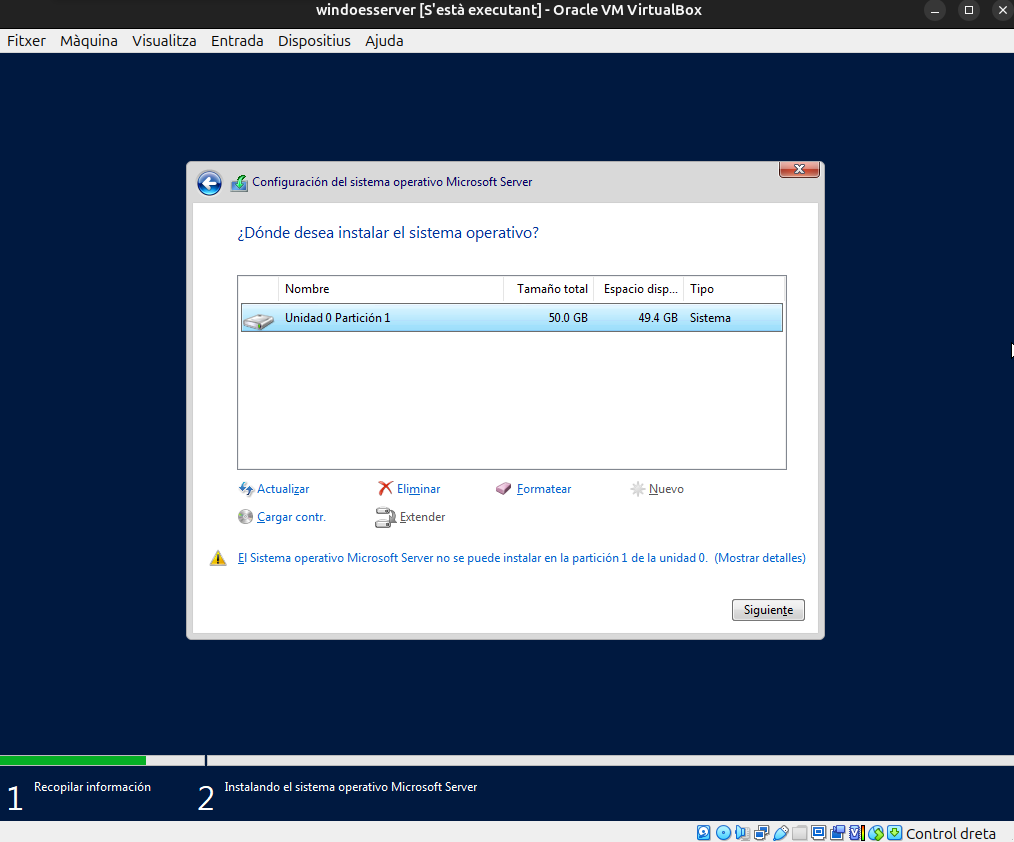 windoesserver [S'està executant] - Oracle VM VirtualBox
Fitxer Màquina Visualitza Entrada Dispositius Ajuda
Configuración del sistema operativo Microsoft Server
¿Dónde desea instalar el sistema operativo?
Nombre Tamaño total Espacio disp... Tipo
Unidad 0 Partición 1 50.0 GB 49.4 GB Sistema
Actualizar Eliminar Formatear Nuevo
Cargar contr. Extender
El Sistema operativo Microsoft Server no se puede instalar en la partición 1 de la unidad 0. (Mostrar detalles)
Siguiente
1 Recopilar información 2 Instalando el sistema operativo Microsoft Server
Control dreta